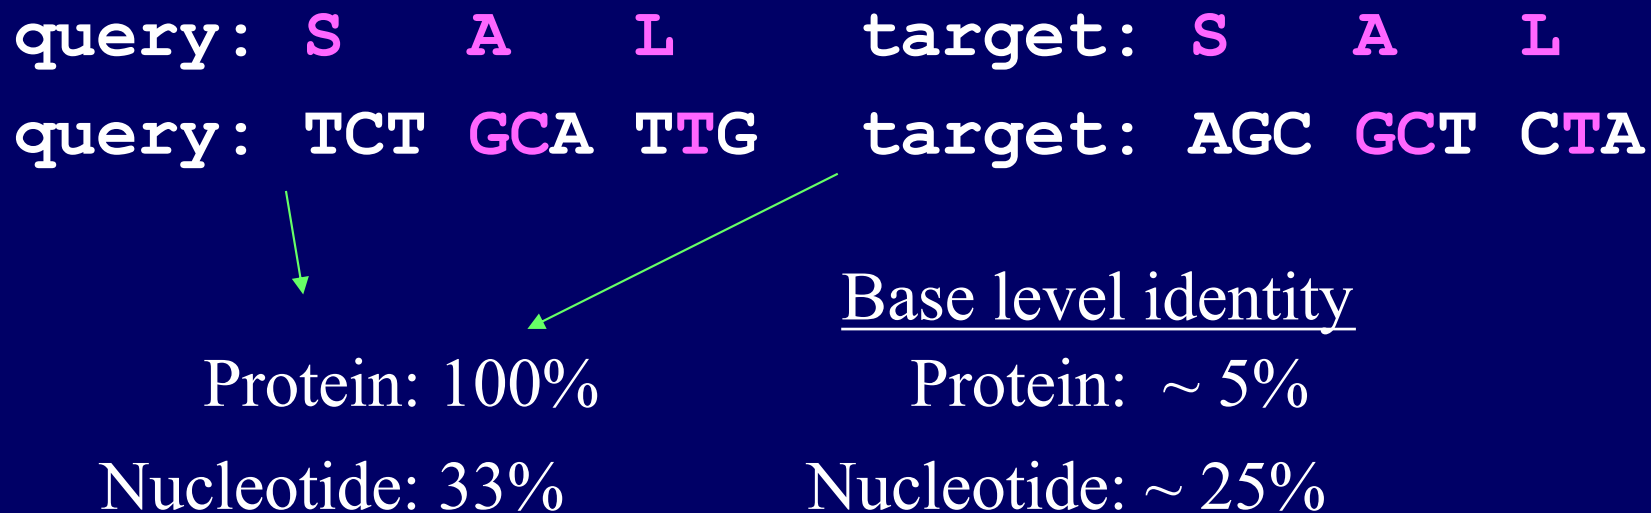 query: S A L target: S A L
query: TCT GCA TTG target: AGC GCT CTA
Base level identity
Protein: 100% Protein: ~ 5%
Nucleotide: 33% Nucleotide: ~ 25%